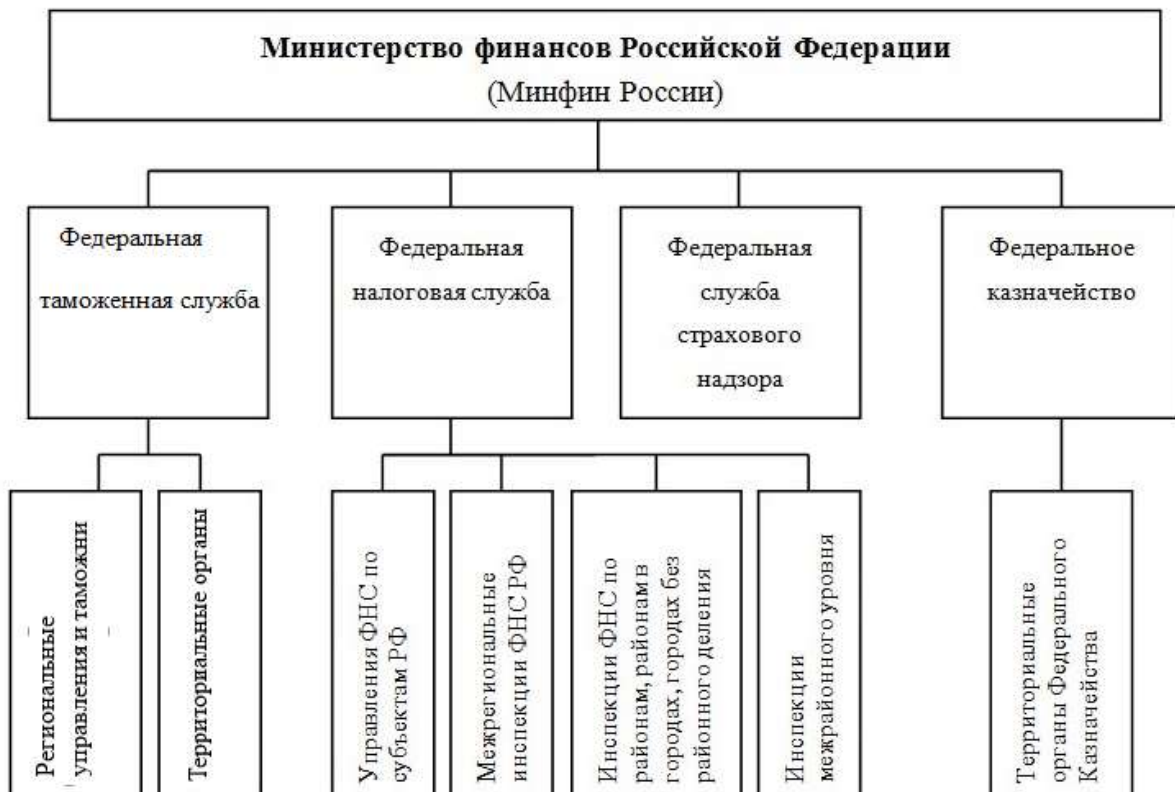 Министерство финансов Российской Федерации
(Минфин России)
Федеральная
таможенная служба
Федеральная
налоговая служба
Федеральная
служба
страхового
надзора
Федеральное
казначейство
Региональные
управления и таможни
Территориальные органы
Управления ФНС по
субъектам РФ
Межрегиональные
инспекции ФНС РФ
Инспекции ФНС по
районам, районам в
городах, городах без
районного деления
Инспекции
межрайонного уровня
Территориальные
органы Федерального
Казначейства